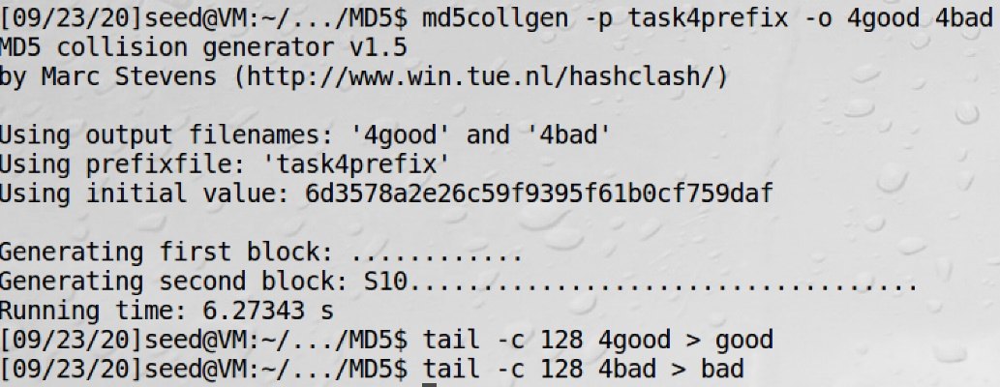 [09/23/20]seed@VM:~/.../MD5$ md5collgen -p task4prefix -o 4good 4bad
MD5 collision generator v1.5
by Marc Stevens (http://www.win.tue.nl/hashclash/)
Using output filenames: '4good' and '4bad'
Using prefixfile: 'task4prefix'
Using initial value: 6d3578a2e26c59f9395f61b0cf759daf
Generating first block: ............
Generating second block: S10...................................
Running time: 6.27343 s
[09/23/20]seed@VM:~/.../MD5$ tail -c 128 4good > good
[09/23/20]seed@VM:~/.../MD5$ tail -c 128 4bad > bad